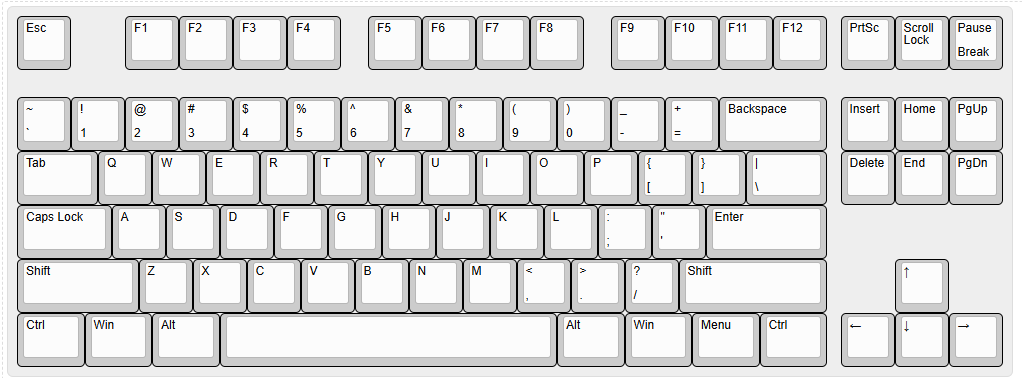 Esc F1 F2 F3 F4 F5 F6 F7 F8 F9 F10 F11 F12 PrtSc Scroll Pause
Lock
Break
~ ! @ # $ % ^ & * ( ) _ + Backspace Insert Home PgUp
` 1 2 3 4 5 6 7 8 9 0 - =
Tab Q W E R T Y U I O P { } | Delete End PgDn
[ ] \
Caps Lock A S D F G H J K L : " Enter
; '
Shift Z X C V B N M < > ? Shift ↑
, . /
Ctrl Win Alt Alt Win Menu Ctrl ← ↓ →